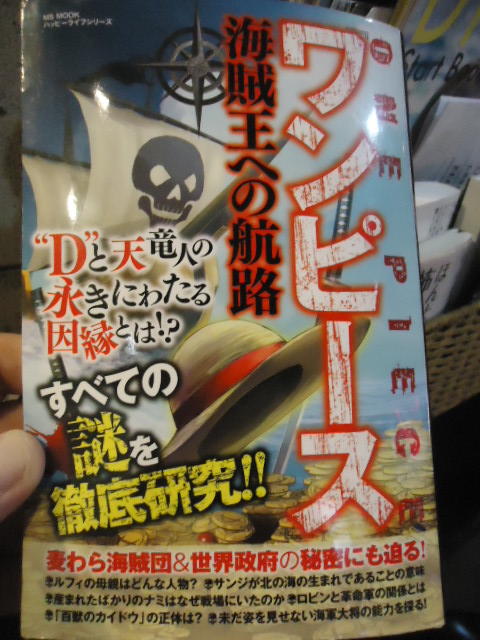 MS MOOK
ハッピーライフシリーズ
ワンピース
ONE PIECE
海賊王への航路
“D”と天竜人の
永きにわたる
因縁とは!?
すべての
謎を
徹底研究!!
麦わら海賊団&世界政府の秘密にも迫る!
ルフィの母親はどんな人物? サンジが北の海の生まれであることの意味
産まれたばかりのナミはなぜ戦場にいたのか ロビンと革命軍の関係とは
「百獣のカイドウ」の正体は? 未だ姿を見せない海軍大将の能力を探る!
Start Bo